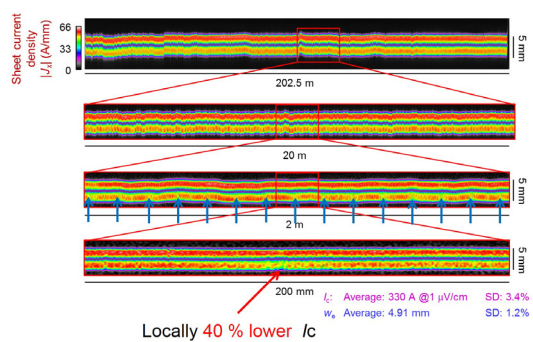 Sheet current
density
|Jx| (A/mm)
66
33
0
5 mm
202.5 m
20 m
5 mm
2 m
5 mm
200 mm
Ic: Average: 330 A @1 μV/cm SD: 3.4%
we Average: 4.91 mm SD: 1.2%
Locally 40 % lower Ic